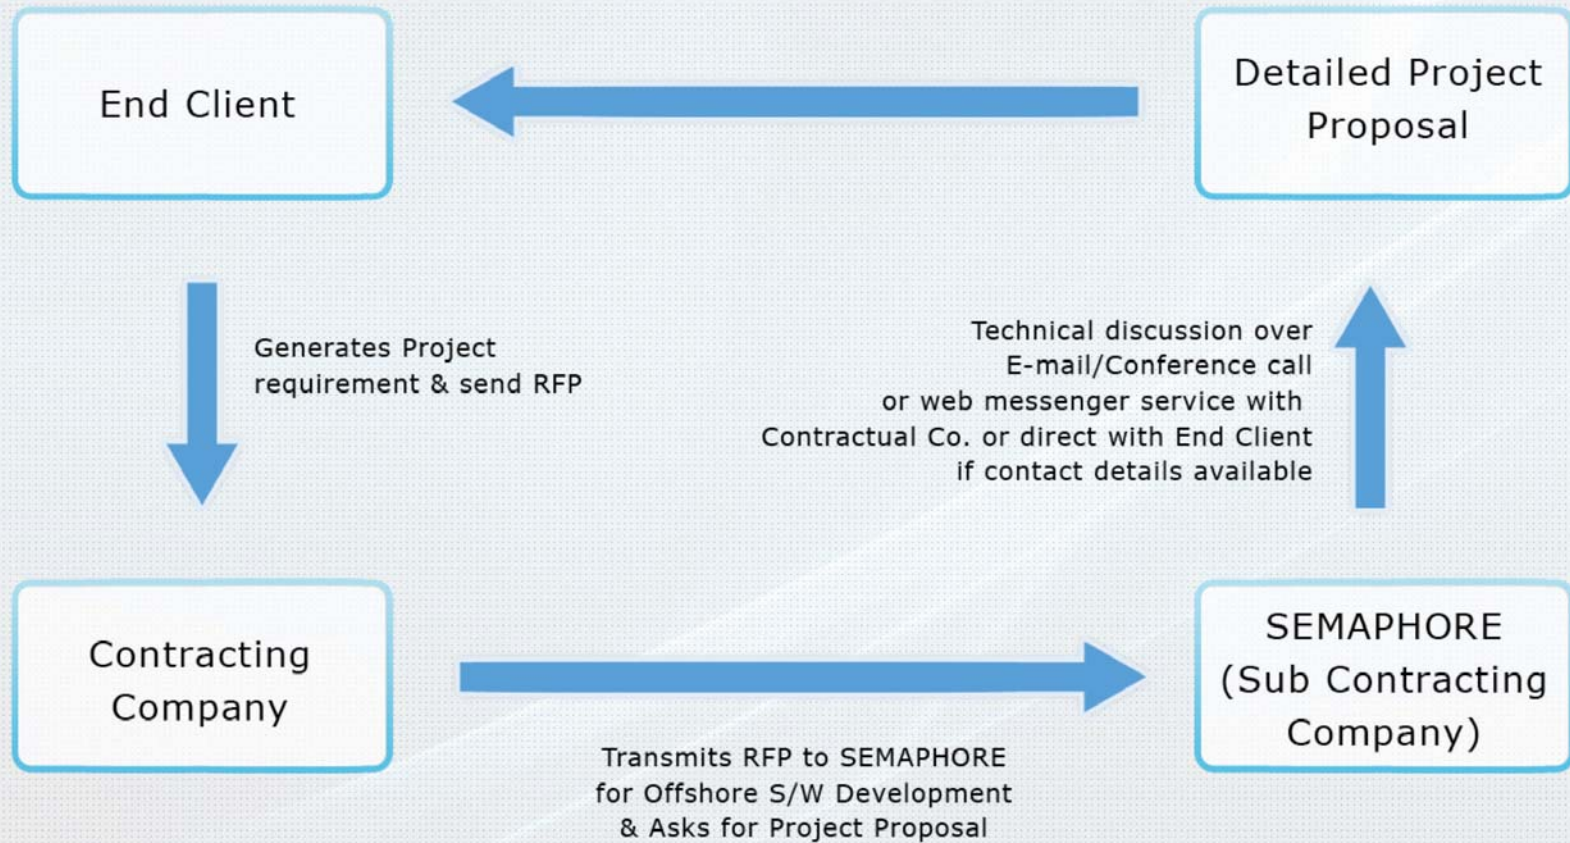 End Client
Detailed Project
Proposal
Generates Project
requirement & send RFP
Technical discussion over
E-mail/Conference call
or web messenger service with
Contractual Co. or direct with End Client
if contact details available
Contracting
Company
SEMAPHORE
(Sub Contracting
Company)
Transmits RFP to SEMAPHORE
for Offshore S/W Development
& Asks for Project Proposal